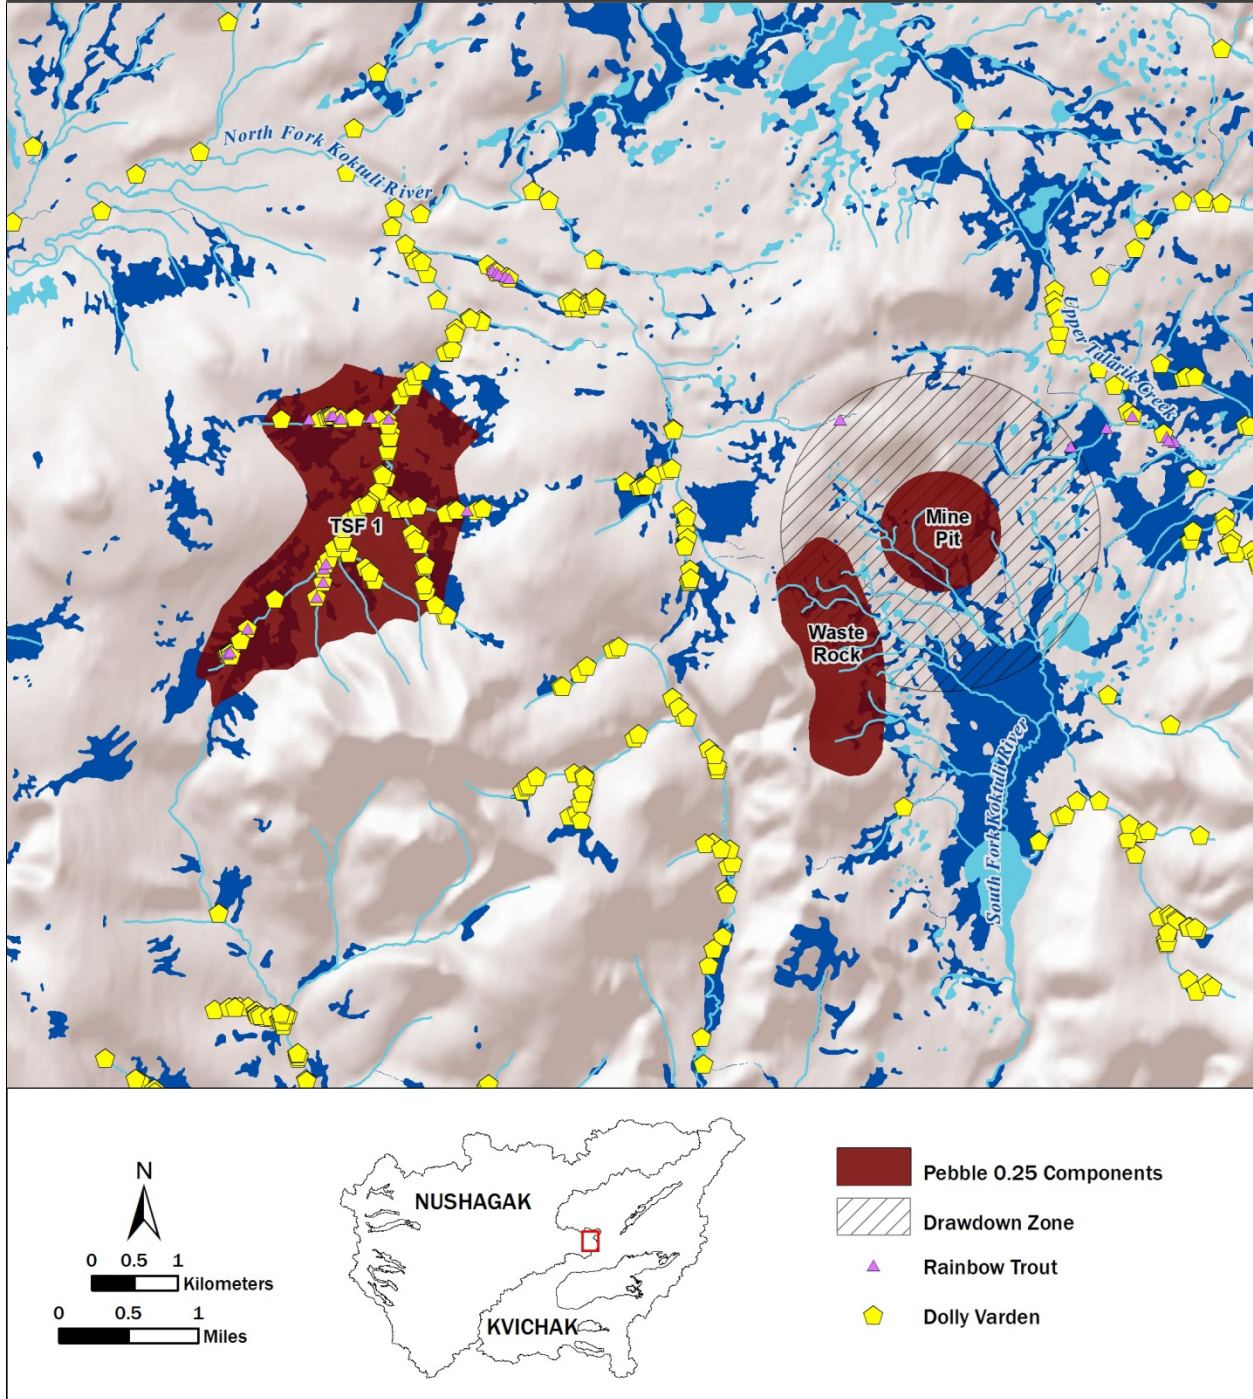 North Fork Koktuli River
Upper Talarik Creek
TSF 1
Mine
Pit
Waste
Rock
South Fork Koktuli River
N
0 0.5 1
Kilometers
0 0.5 1
Miles
NUSHAGAK
KVICHAK
Pebble 0.25 Components
Drawdown Zone
Rainbow Trout
Dolly Varden